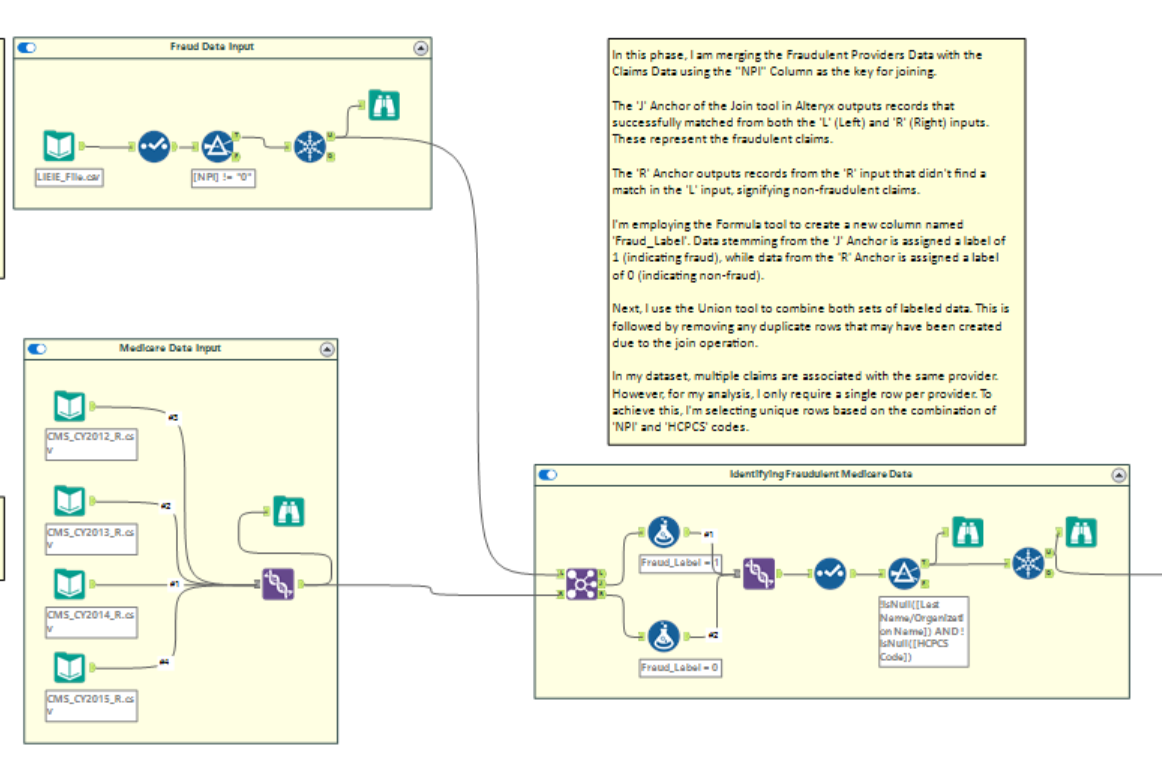 Fraud Data Input
LIEIE_File.csv
[NPI] != "0"
In this phase, I am merging the Fraudulent Providers Data with the
Claims Data using the "NPI" Column as the key for joining.
The 'J' Anchor of the Join tool in Alteryx outputs records that
successfully matched from both the 'L' (Left) and 'R' (Right) inputs.
These represent the fraudulent claims.
The 'R' Anchor outputs records from the 'R' input that didn't find a
match in the 'L' input, signifying non-fraudulent claims.
I'm employing the Formula tool to create a new column named
'Fraud_Label'. Data stemming from the 'J' Anchor is assigned a label of
1 (indicating fraud), while data from the 'R' Anchor is assigned a label
of 0 (indicating non-fraud).
Next, I use the Union tool to combine both sets of labeled data. This is
followed by removing any duplicate rows that may have been created
due to the join operation.
In my dataset, multiple claims are associated with the same provider.
However, for my analysis, I only require a single row per provider. To
achieve this, I'm selecting unique rows based on the combination of
'NPI' and 'HCPCS' codes.
Medicare Data Input
#3
CMS_CY2012_R.cs
v
#2
CMS_CY2013_R.cs
v
#1
CMS_CY2014_R.cs
v
#4
CMS_CY2015_R.cs
v
Identifying Fraudulent Medicare Data
#1
Fraud_Label = 1
#2
Fraud_Label = 0
!IsNull([Last
Name/Organizati
on Name]) AND !
IsNull([HCPCS
Code])